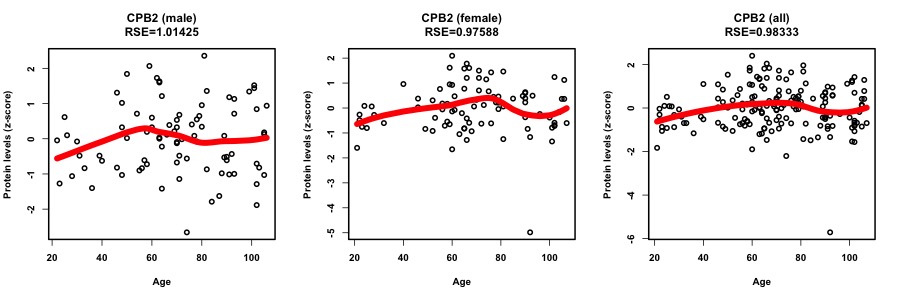 CPB2 (male)
RSE=1.01425
Protein levels (z-score)
2
1
0
-1
-2
20 40 60 80 100
Age
CPB2 (female)
RSE=0.97588
Protein levels (z-score)
2
1
0
-1
-2
-3
-4
-5
20 40 60 80 100
Age
CPB2 (all)
RSE=0.98333
Protein levels (z-score)
2
0
-2
-4
-6
20 40 60 80 100
Age